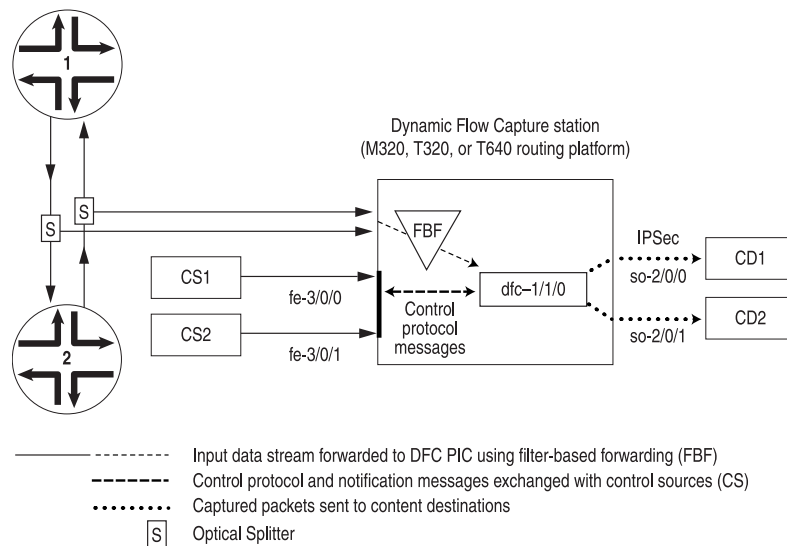 1
Dynamic Flow Capture station
(M320, T320, or T640 routing platform)
S
S
FBF
IPSec
CS1
CD1
dfc–1/1/0
so-2/0/0
fe-3/0/0
Control
protocol
messages
CS2
CD2
so-2/0/1
fe-3/0/1
2
Input data stream forwarded to DFC PIC using filter-based forwarding (FBF)
Control protocol and notification messages exchanged with control sources (CS)
Captured packets sent to content destinations
S Optical Splitter